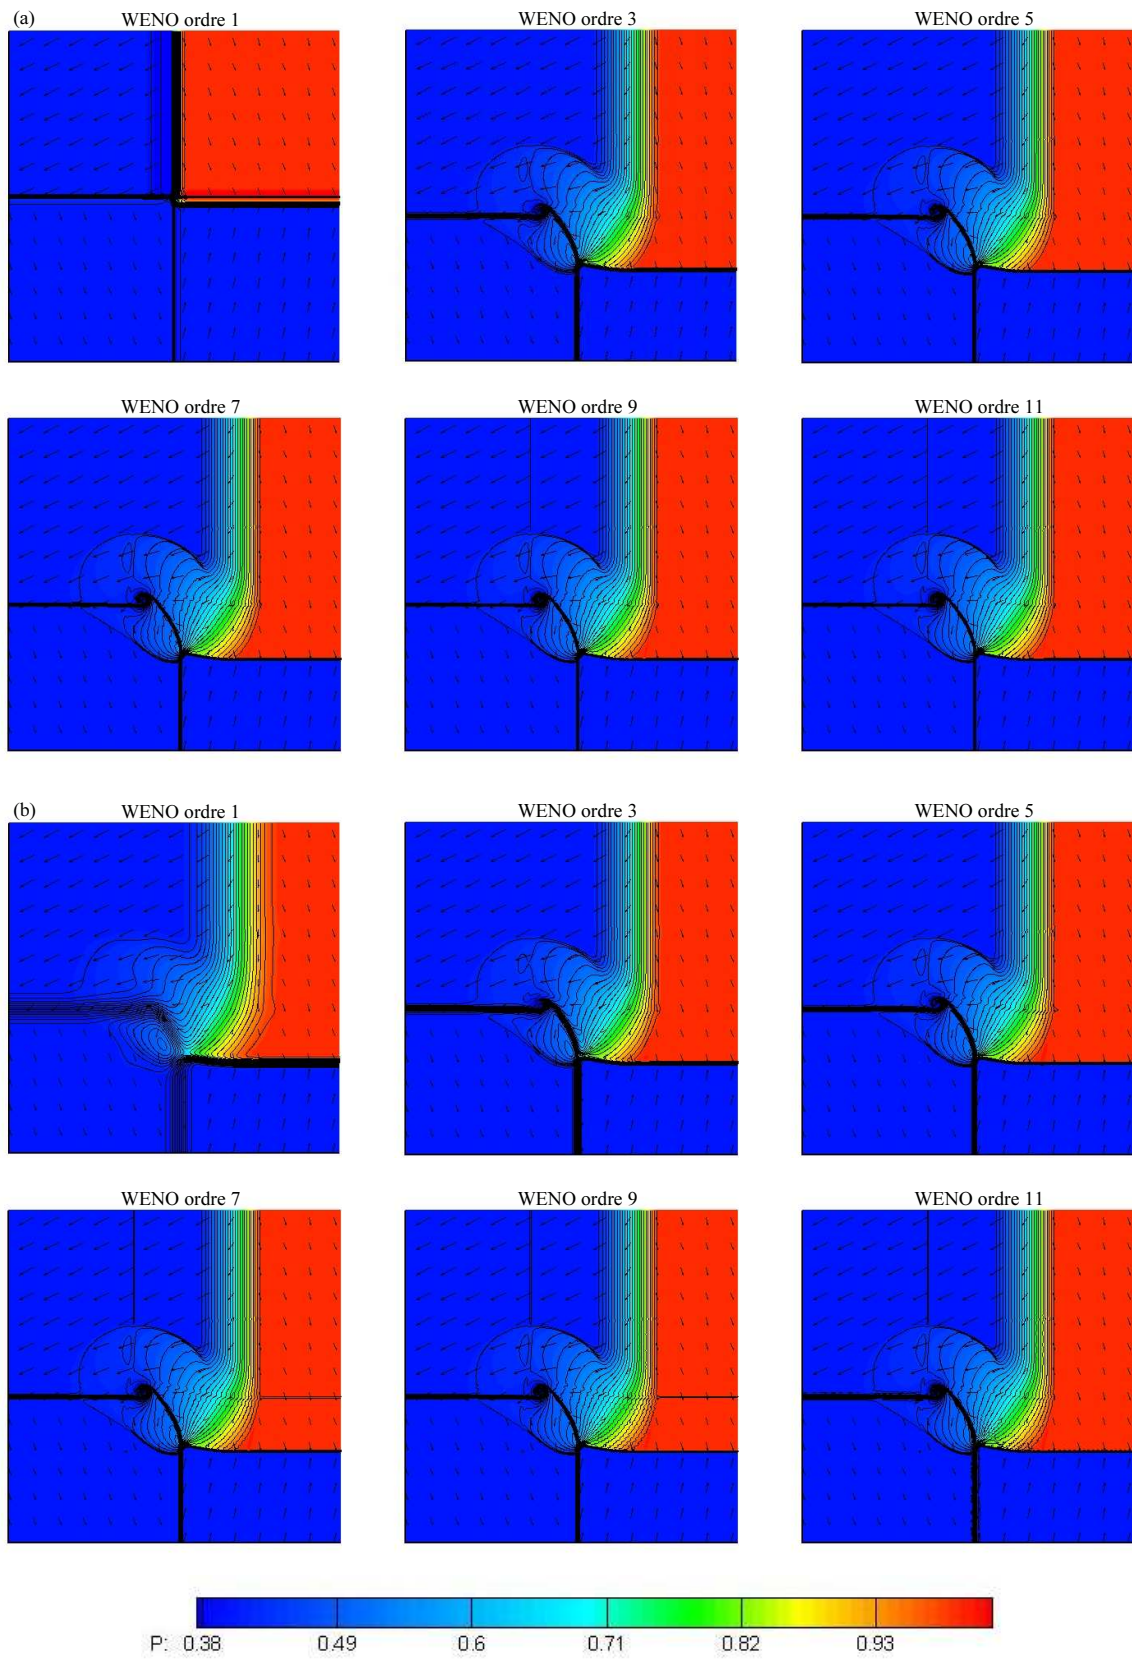 (a)
WENO ordre 1
WENO ordre 3
WENO ordre 5
WENO ordre 7
WENO ordre 9
WENO ordre 11
(b)
WENO ordre 1
WENO ordre 3
WENO ordre 5
WENO ordre 7
WENO ordre 9
WENO ordre 11
P: 0.38 0.49 0.6 0.71 0.82 0.93